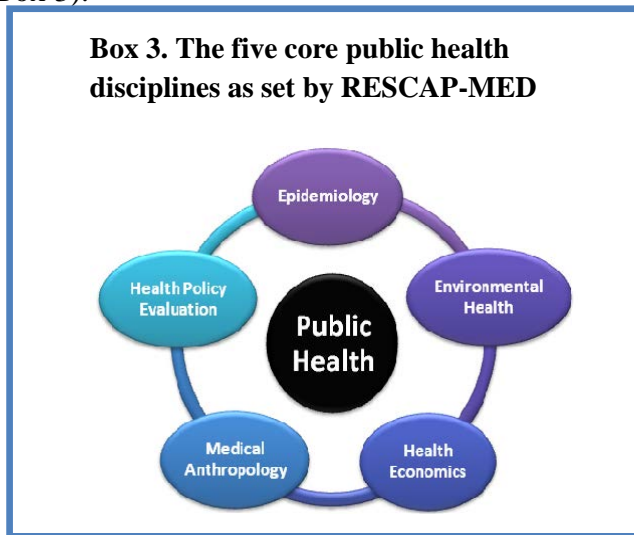 Box 3. The five core public health
disciplines as set by RESCAP-MED
Epidemiology
Health Policy
Evaluation
Environmental
Health
Public
Health
Medical
Anthropology
Health
Economics